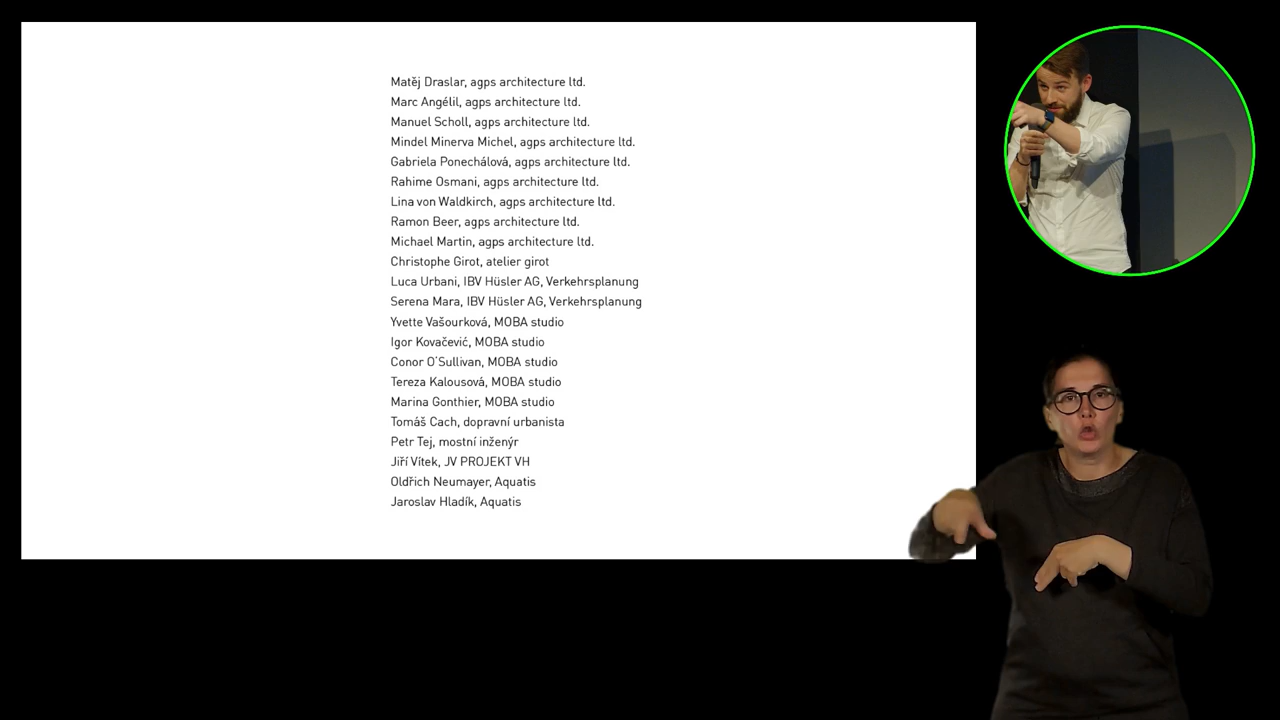 Matěj Draslar, agps architecture ltd.
Marc Angélil, agps architecture ltd.
Manuel Scholl, agps architecture ltd.
Mindel Minerva Michel, agps architecture ltd.
Gabriela Ponechálová, agps architecture ltd.
Rahime Osmani, agps architecture ltd.
Lina von Waldkirch, agps architecture ltd.
Ramon Beer, agps architecture ltd.
Michael Martin, agps architecture ltd.
Christophe Girot, atelier girot
Luca Urbani, IBV Hüsler AG, Verkehrsplanung
Serena Mara, IBV Hüsler AG, Verkehrsplanung
Yvette Vašourková, MOBA studio
Igor Kovačević, MOBA studio
Conor O'Sullivan, MOBA studio
Tereza Kalousová, MOBA studio
Marina Gonthier, MOBA studio
Tomáš Cach, dopravní urbanista
Petr Tej, mostní inženýr
Jiří Vítek, JV PROJEKT VH
Oldřich Neumayer, Aquatis
Jaroslav Hladík, Aquatis